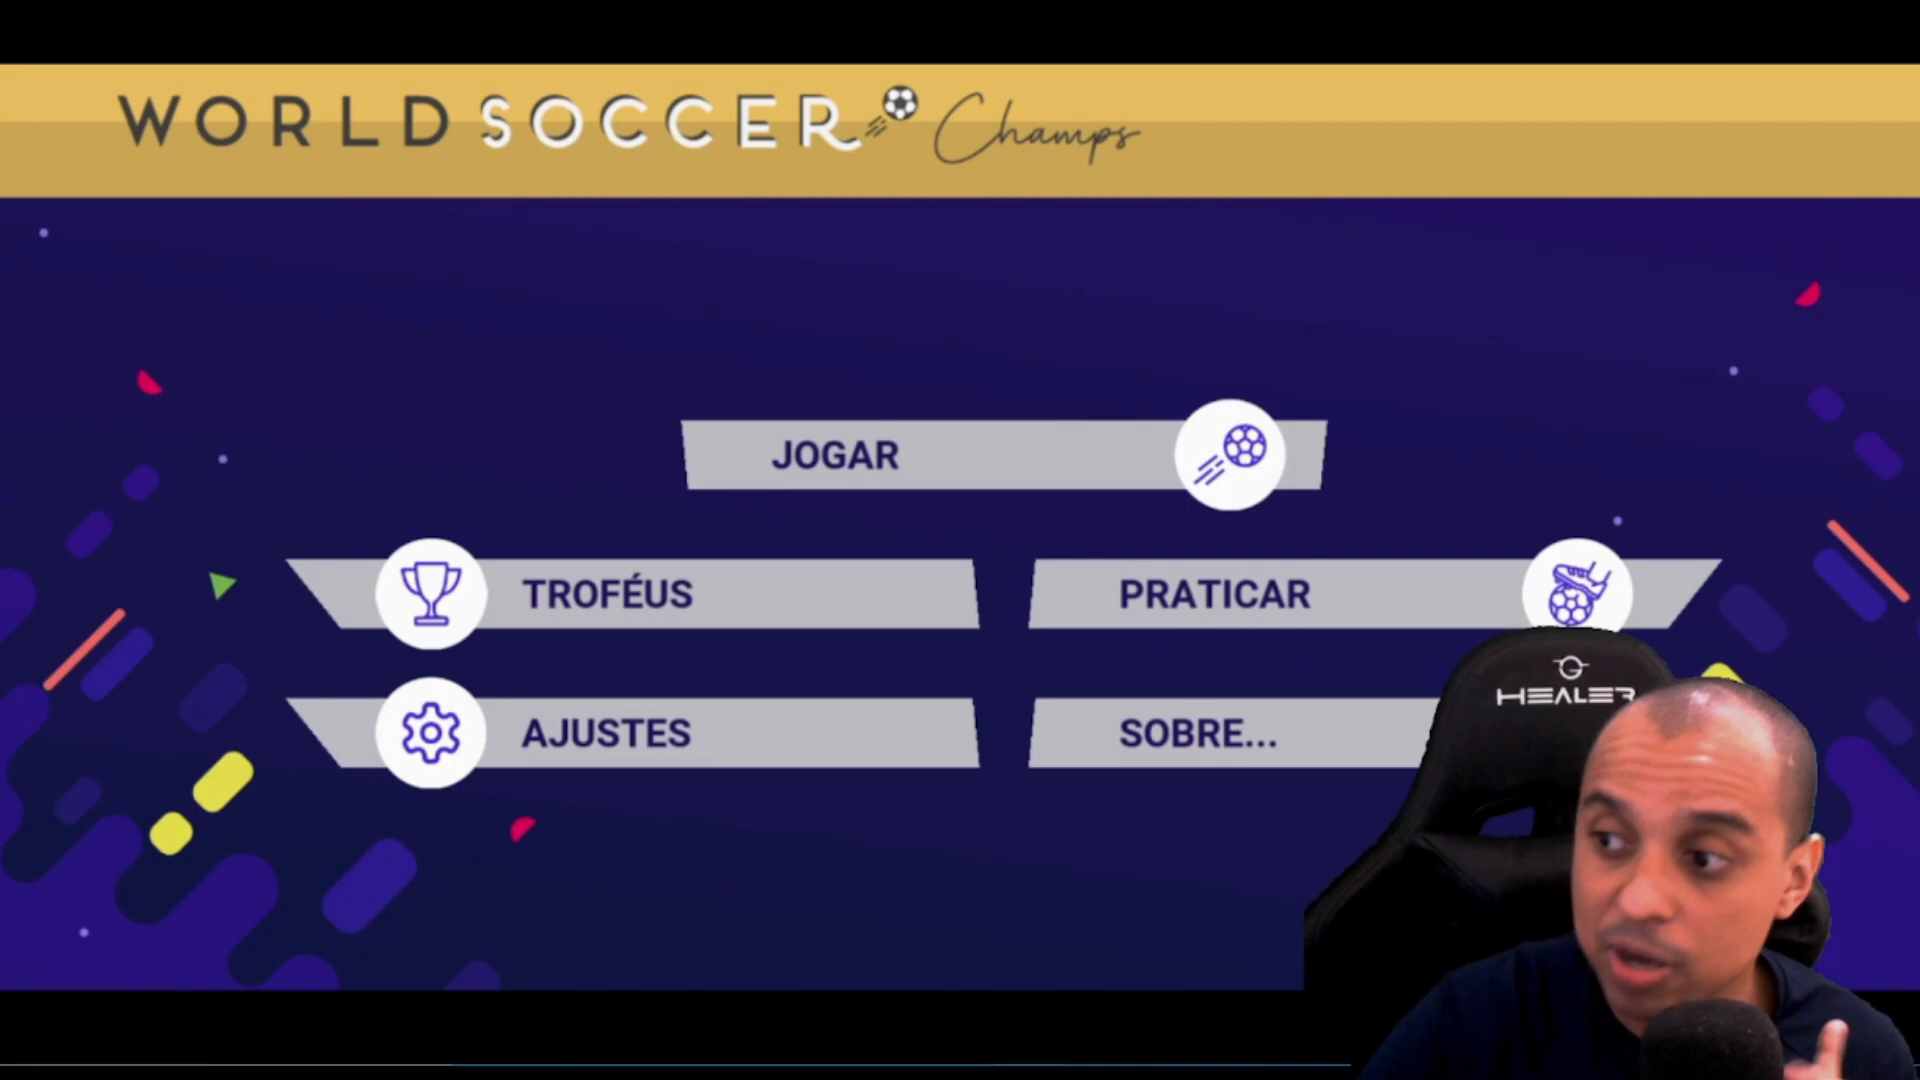 WORLD SOCCER Champs
JOGAR
TROFÉUS
PRATICAR
AJUSTES
SOBRE...
HEALER